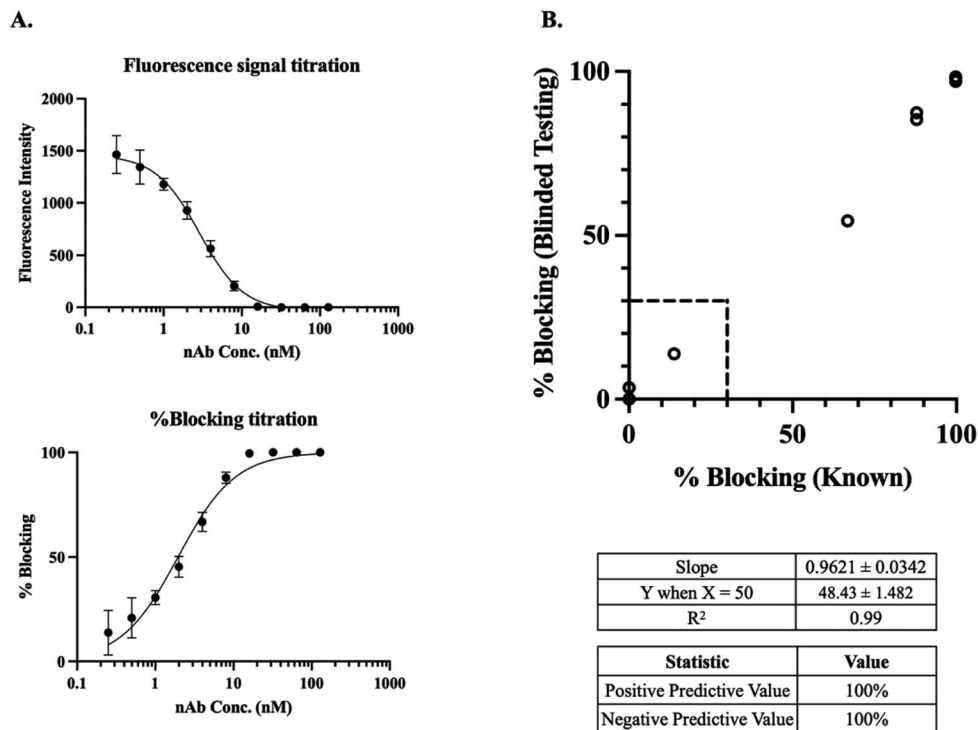 A.
Fluorescence signal titration
2000
1500
1000
500
0
Fluorescence Intensity
0.1 1 10 100 1000
nAb Conc. (nM)
%Blocking titration
100
50
0
% Blocking
0.1 1 10 100 1000
nAb Conc. (nM)
B.
100
50
0
% Blocking (Blinded Testing)
0 50 100
% Blocking (Known)
Slope 0.9621 ± 0.0342
Y when X = 50 48.43 ± 1.482
R² 0.99
Statistic Value
Positive Predictive Value 100%
Negative Predictive Value 100%